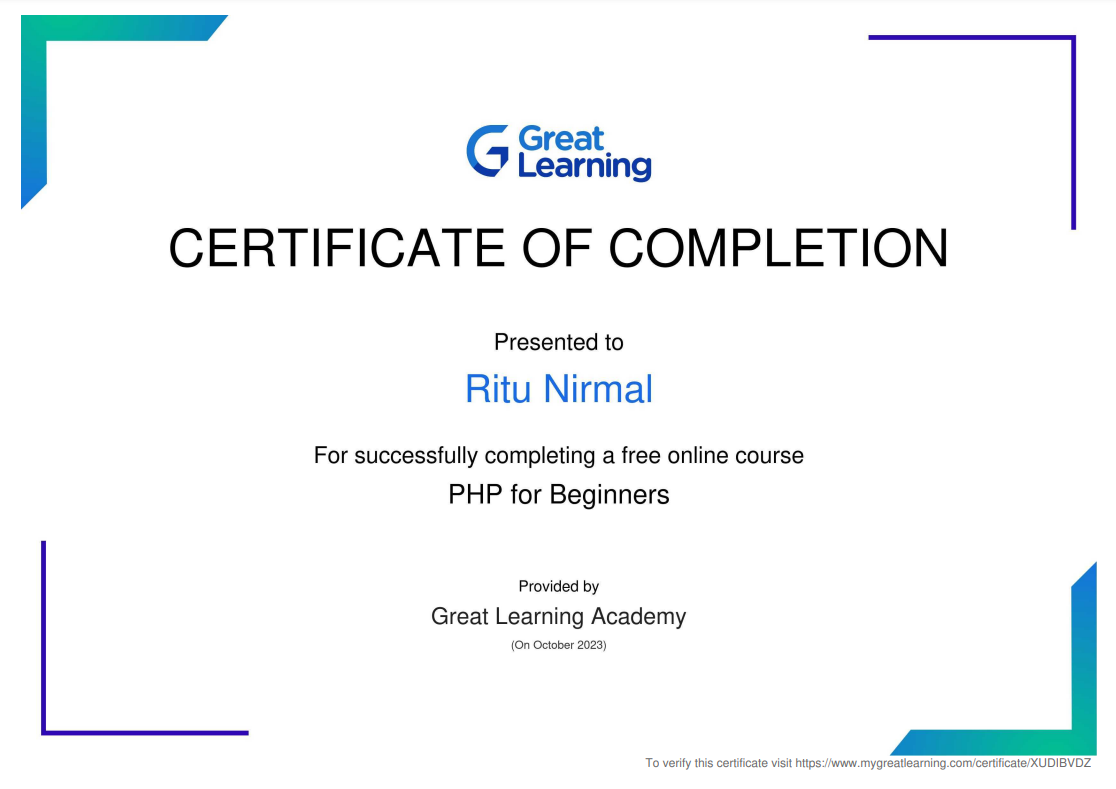 Great
Learning
CERTIFICATE OF COMPLETION
Presented to
Ritu Nirmal
For successfully completing a free online course
PHP for Beginners
Provided by
Great Learning Academy
(On October 2023)
To verify this certificate visit https://www.mygreatlearning.com/certificate/XUDIBVDZ